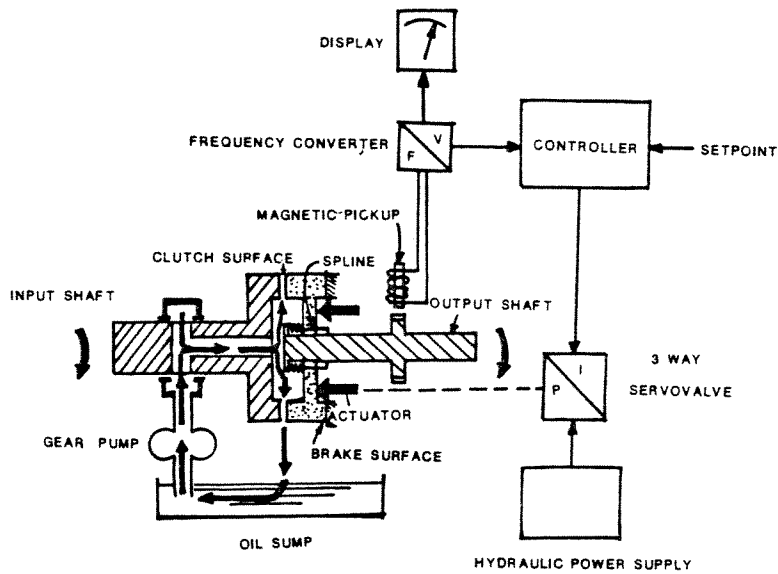 DISPLAY
FREQUENCY CONVERTER
F
V
CONTROLLER
SETPOINT
MAGNETIC PICKUP
CLUTCH SURFACE
SPLINE
INPUT SHAFT
OUTPUT SHAFT
3 WAY
SERVOVALVE
I
P
ACTUATOR
GEAR PUMP
BRAKE SURFACE
OIL SUMP
HYDRAULIC POWER SUPPLY